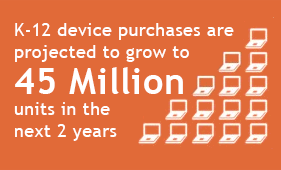 K-12 device purchases are
projected to grow to
45 Million
units in the
next 2 years